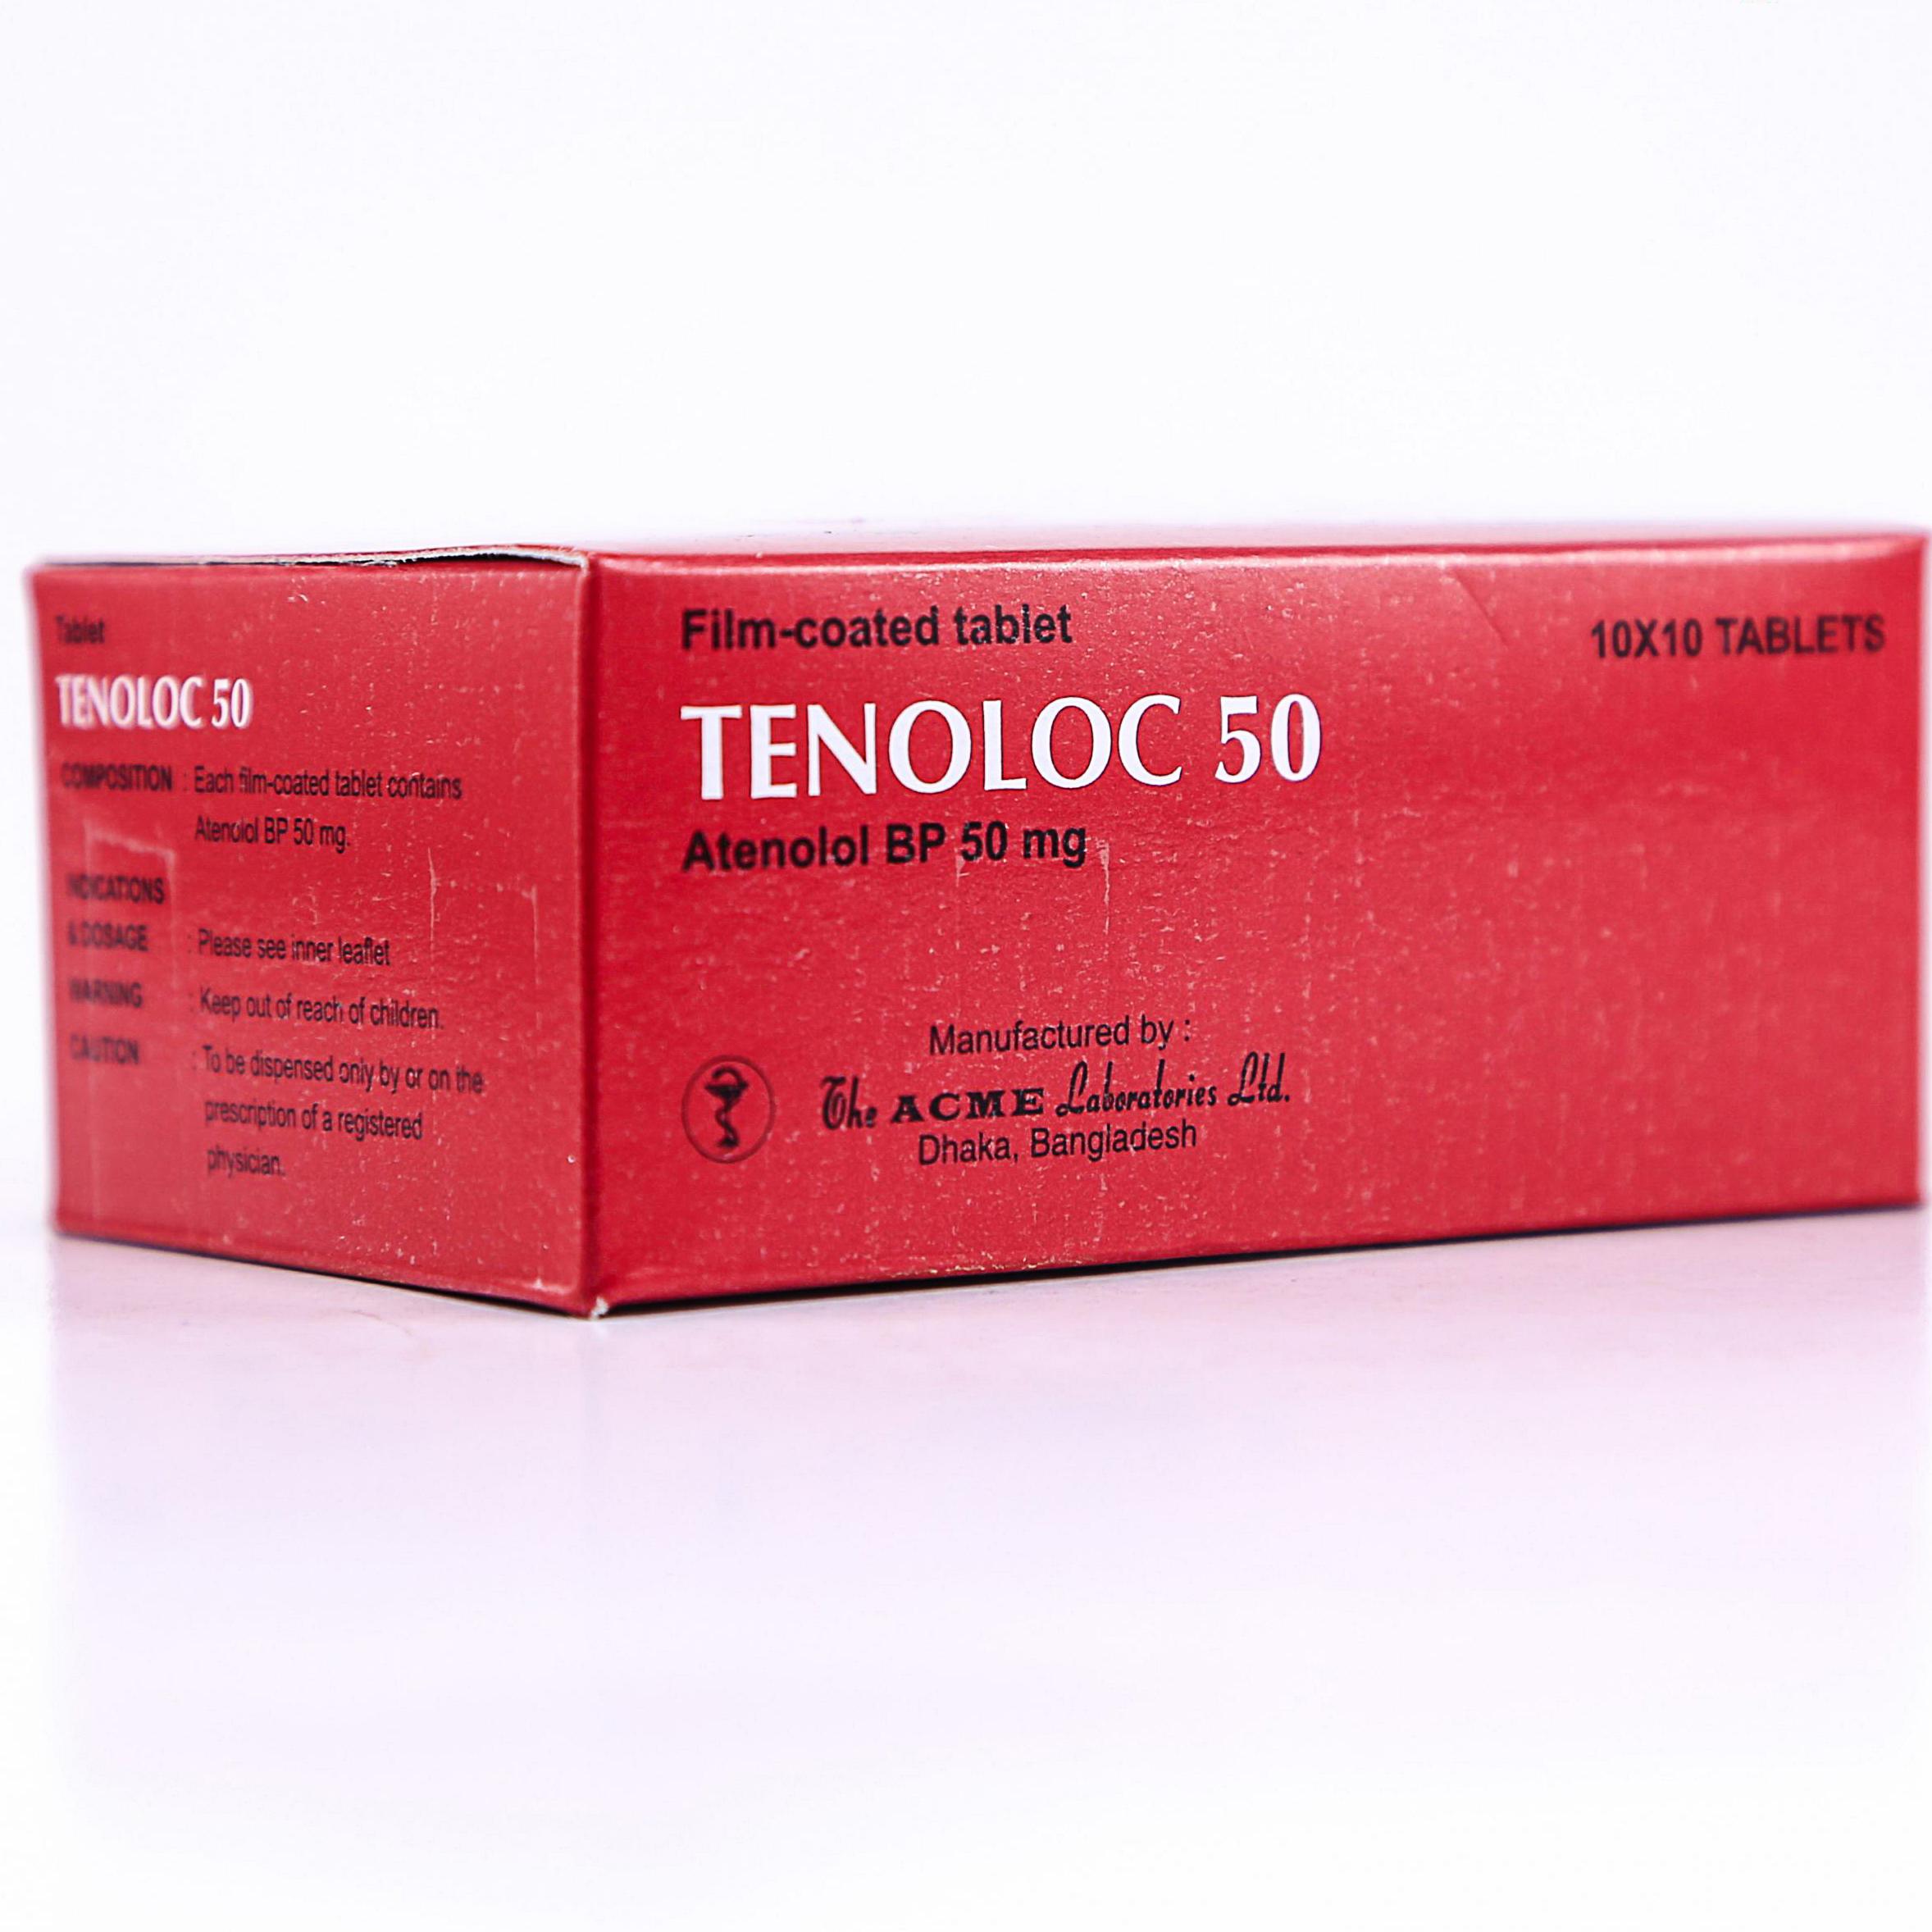 Tablet
TENOLOC 50
COMPOSITION : Each film-coated tablet contains
Atenolol BP 50 mg.
INDICATIONS
& DOSAGE : Please see inner leaflet
WARNING : Keep out of reach of children.
CAUTION : To be dispensed only by or on the
prescription of a registered
physician.
Film-coated tablet
10X10 TABLETS
TENOLOC 50
Atenolol BP 50 mg
Manufactured by :
The ACME Laboratories Ltd.
Dhaka, Bangladesh